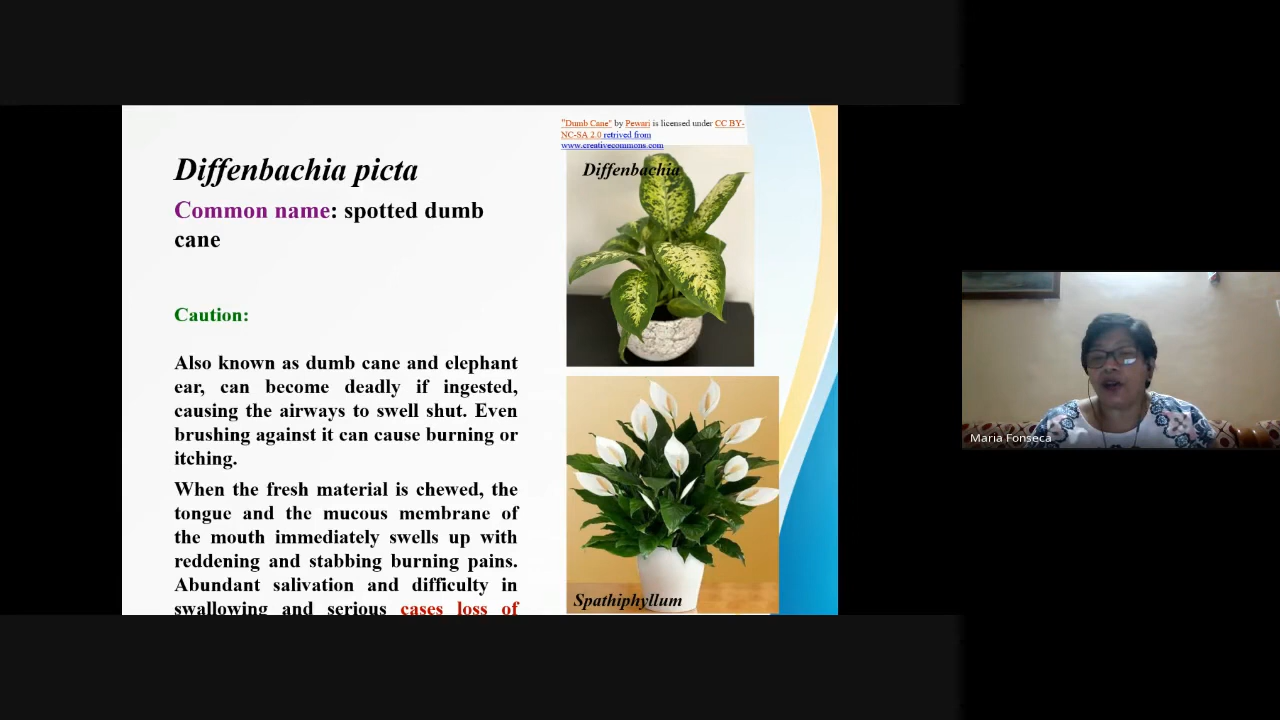 Diffenbachia picta
Common name: spotted dumb
cane
Caution:
Also known as dumb cane and elephant
ear, can become deadly if ingested,
causing the airways to swell shut. Even
brushing against it can cause burning or
itching.
When the fresh material is chewed, the
tongue and the mucous membrane of
the mouth immediately swells up with
reddening and stabbing burning pains.
Abundant salivation and difficulty in
swallowing and serious cases loss of
"Dumb Cane" by Pewari is licensed under CC BY-
NC-SA 2.0 retrived from
www.creativecommons.com
Diffenbachia
Spathiphyllum
Maria Fonseca